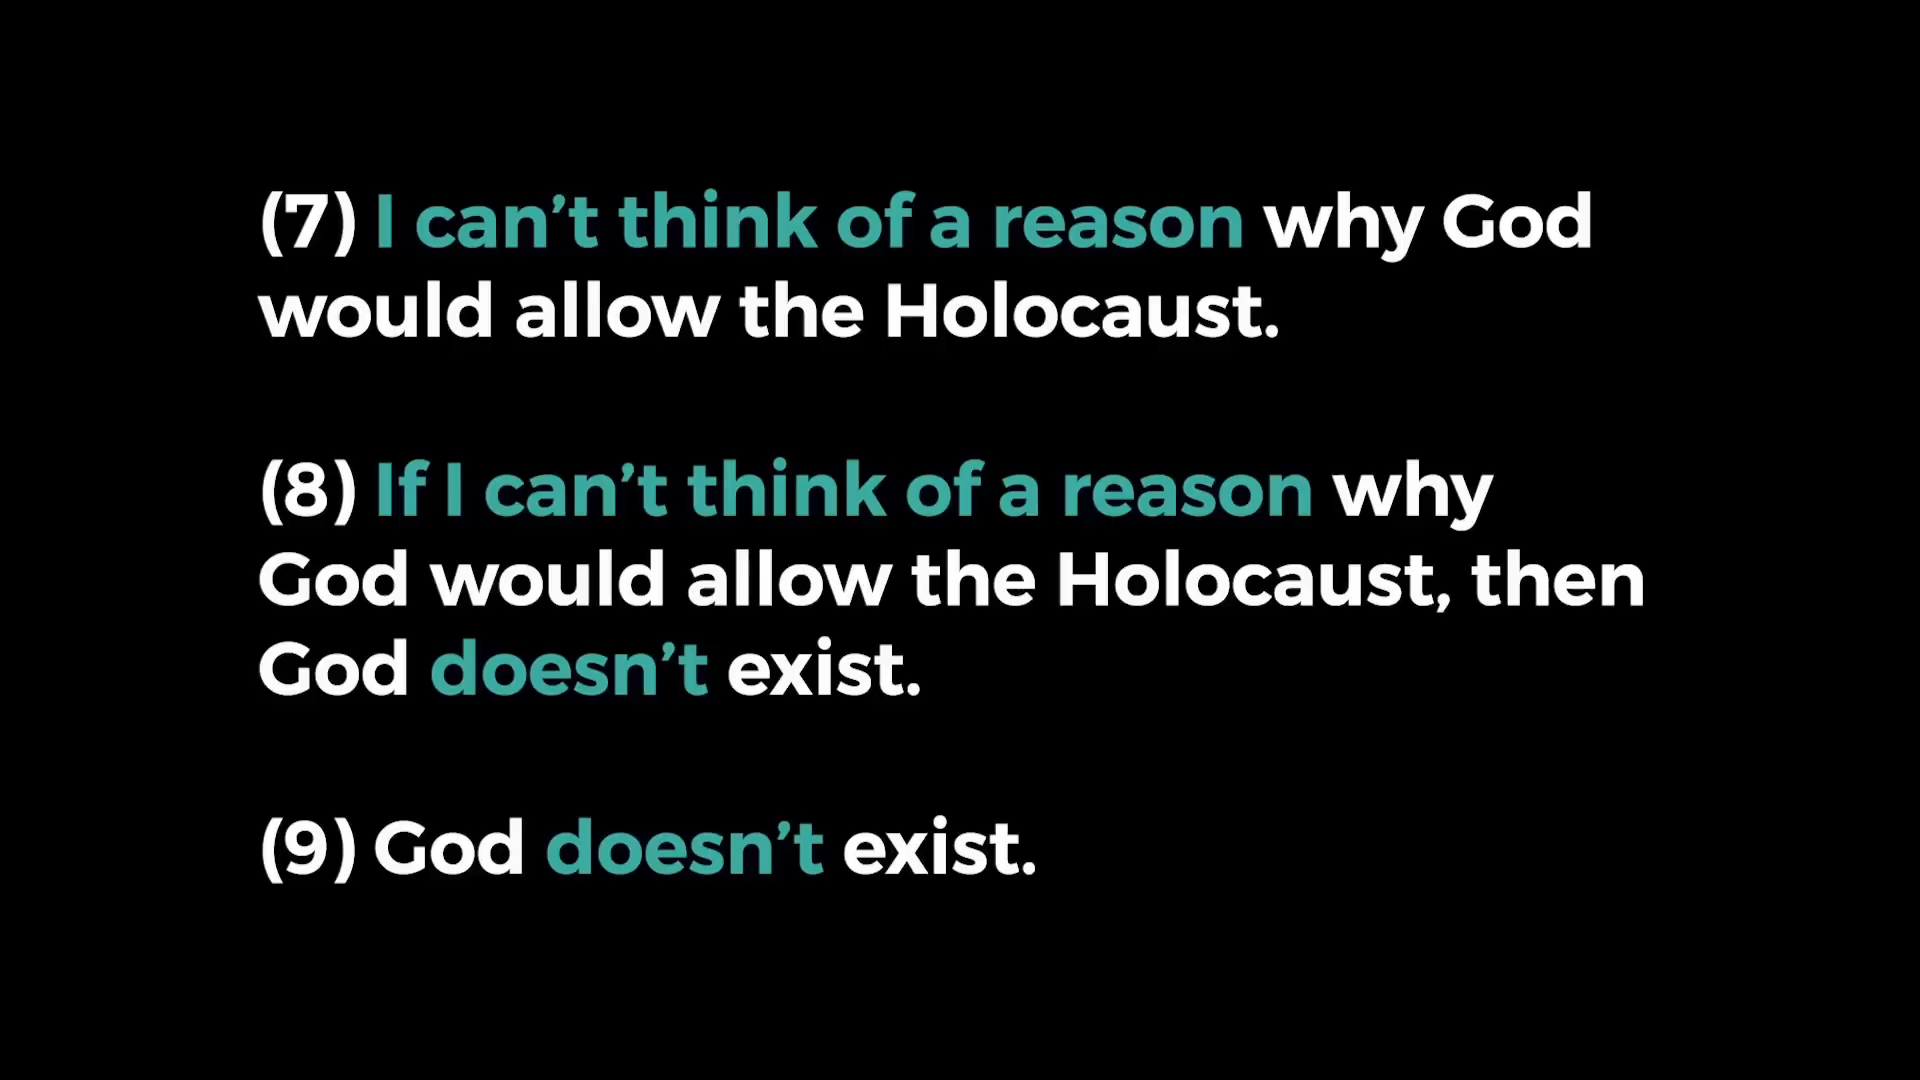 (7) I can’t think of a reason why God
would allow the Holocaust.
(8) If I can’t think of a reason why
God would allow the Holocaust, then
God doesn’t exist.
(9) God doesn’t exist.